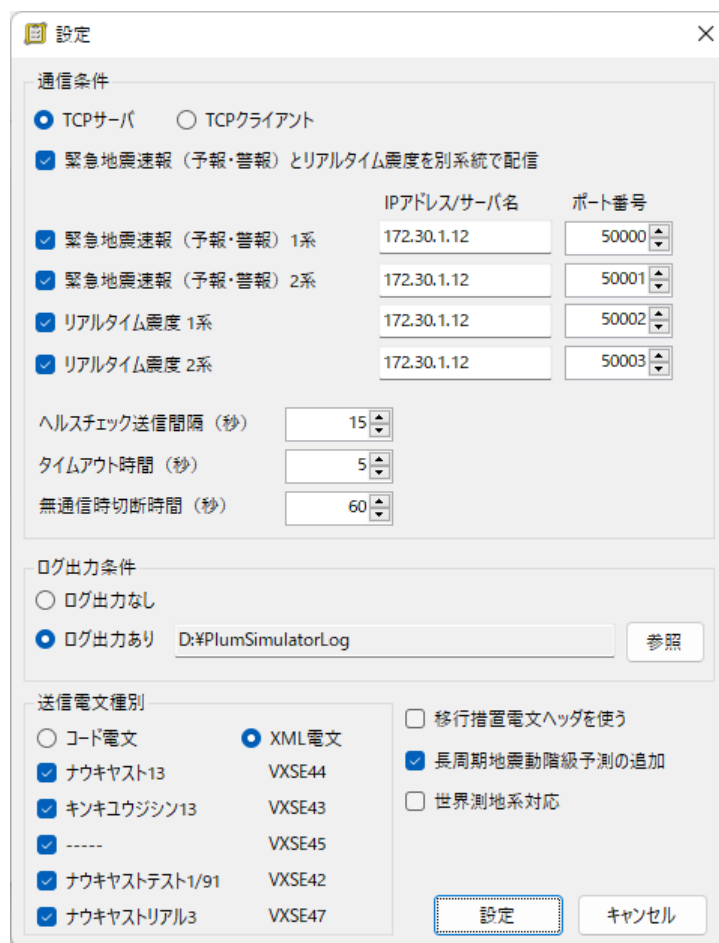 設定
通信条件
TCPサーバ TCPクライアント
緊急地震速報（予報・警報）とリアルタイム震度を別系統で配信
IPアドレス/サーバ名 ポート番号
緊急地震速報（予報・警報）1系 172.30.1.12 50000
緊急地震速報（予報・警報）2系 172.30.1.12 50001
リアルタイム震度 1系 172.30.1.12 50002
リアルタイム震度 2系 172.30.1.12 50003
ヘルスチェック送信間隔（秒） 15
タイムアウト時間（秒） 5
無通信時切断時間（秒） 60
ログ出力条件
ログ出力なし
ログ出力あり D:¥PlumSimulatorLog 参照
送信電文種別
コード電文 XML電文
ナウキヤスト13 VXSE44
キンキユウジシン13 VXSE43
----- VXSE45
ナウキヤストテスト1/91 VXSE42
ナウキヤストリアル3 VXSE47
移行措置電文ヘッダを使う
長周期地震動階級予測の追加
世界測地系対応
設定 キャンセル